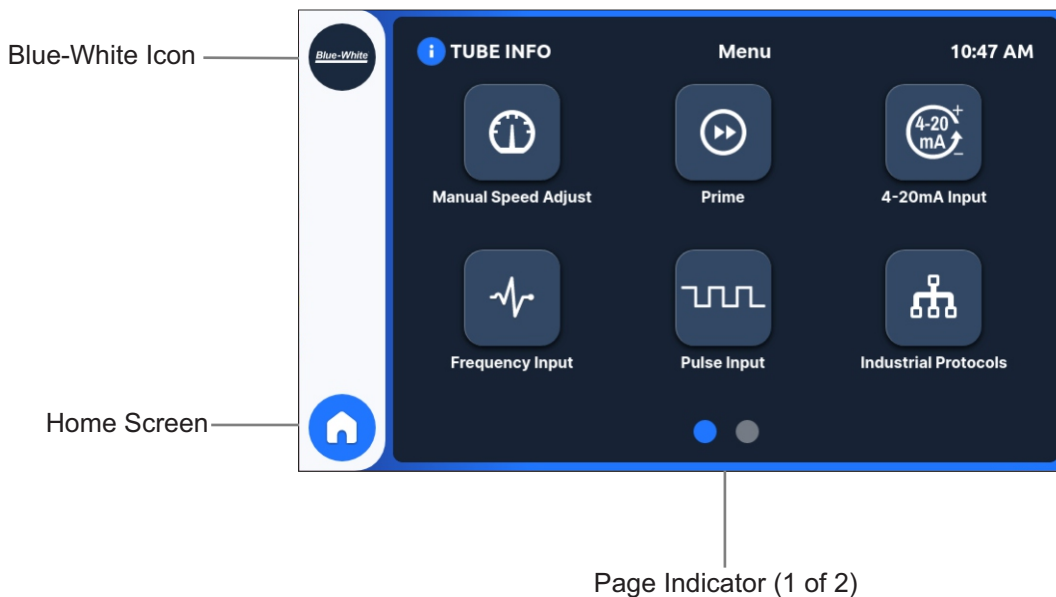 Blue-White Icon
Blue-White
i TUBE INFO
Menu
10:47 AM
4-20
mA
+
−
Manual Speed Adjust
Prime
4-20mA Input
Frequency Input
Pulse Input
Industrial Protocols
Home Screen
Page Indicator (1 of 2)